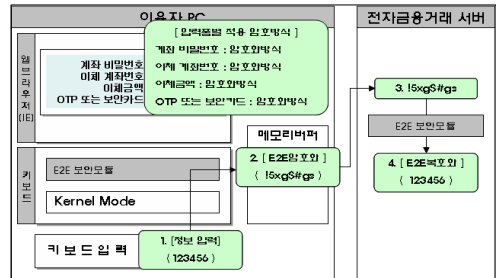 이용자 PC
전자금융거래 서버
[ 입력폼별 적용 암호방식 ]
계좌 비밀번호 : 암호화방식
이체 계좌번호 : 암호화방식
이체금액 : 암호화방식
OTP 또는 보안카드 : 암호화방식
웹브라우저(IE)
계좌 비밀번호
이체 계좌번호
이체금액
OTP 또는 보안카드
메모리버퍼
3. !5xg$#gs
E2E 보안모듈
2. [ E2E암호화 ]
( !5xg$#gs )
4. [ E2E복호화 ]
( 123456 )
키보드
E2E 보안모듈
Kernel Mode
키보드입력
1. [정보 입력]
( 123456 )